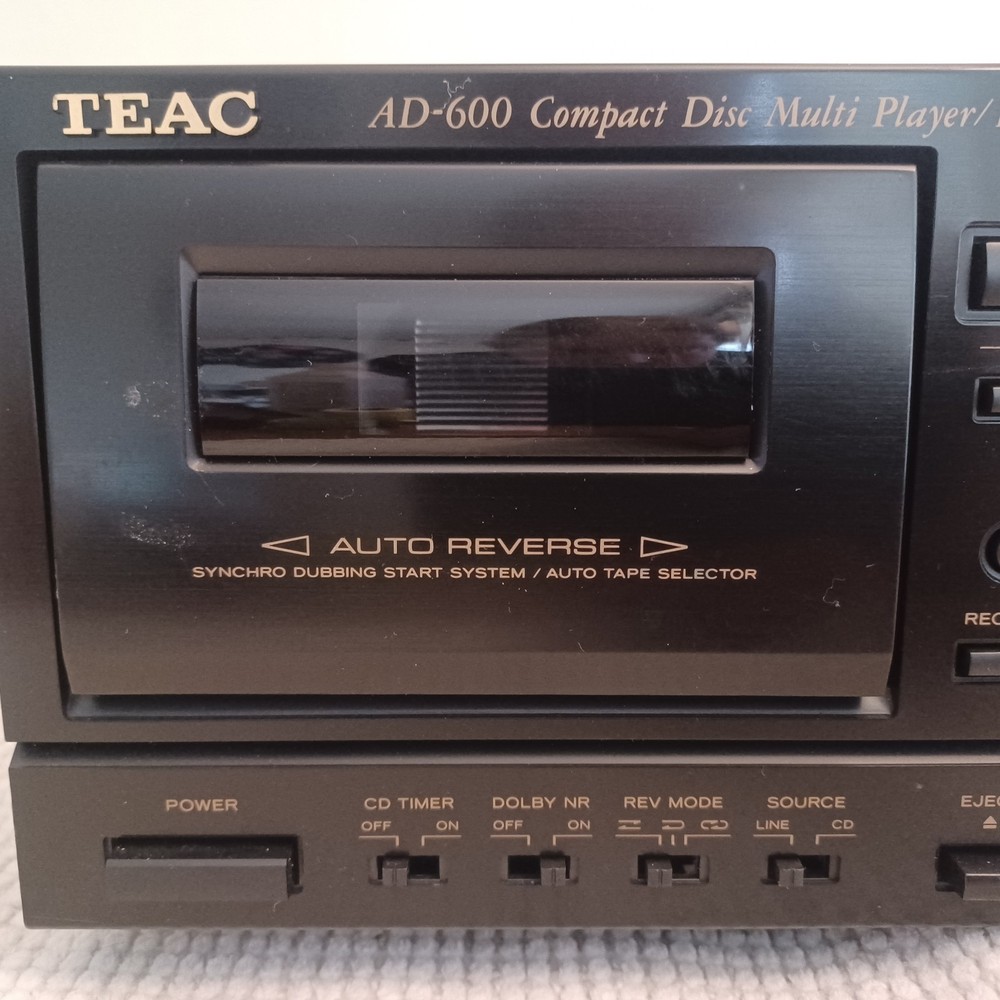 TEAC
AD-600 Compact Disc Multi Player/
AUTO REVERSE
SYNCHRO DUBBING START SYSTEM / AUTO TAPE SELECTOR
POWER
CD TIMER
OFF ON
DOLBY NR
OFF ON
REV MODE
SOURCE
LINE CD